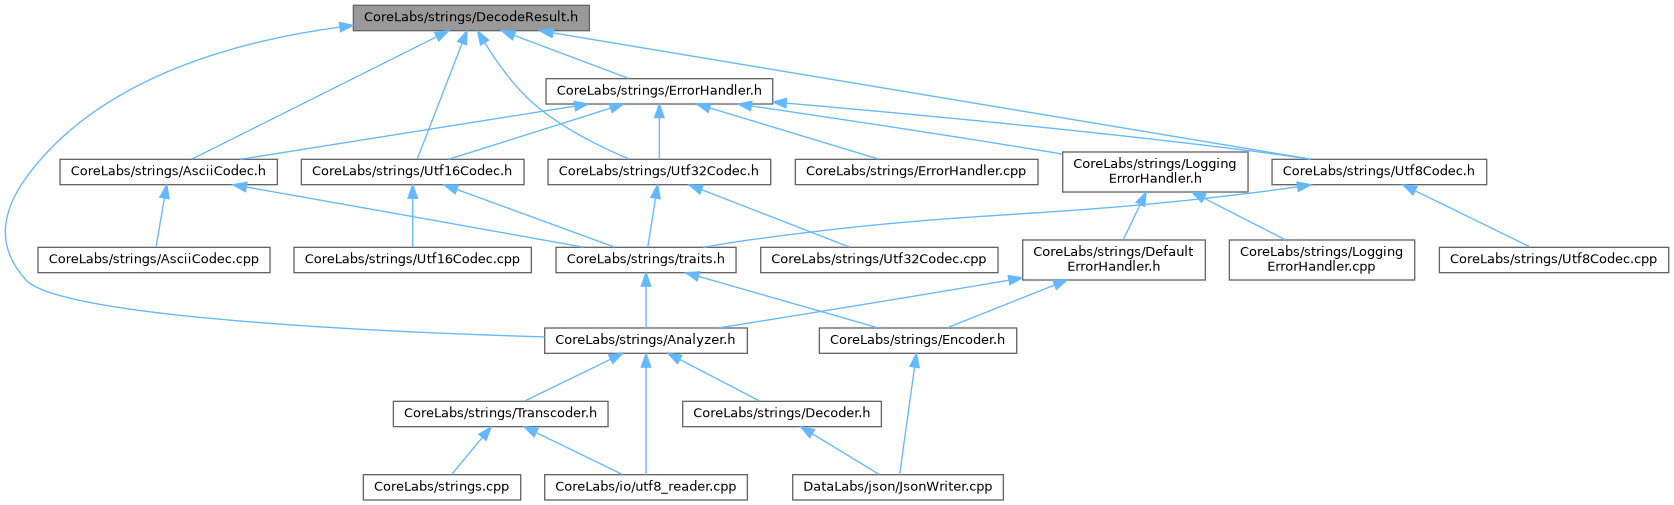 CoreLabs/strings/DecodeResult.h
CoreLabs/strings/ErrorHandler.h
CoreLabs/strings/AsciiCodec.h
CoreLabs/strings/Utf16Codec.h
CoreLabs/strings/Utf32Codec.h
CoreLabs/strings/ErrorHandler.cpp
CoreLabs/strings/Logging
ErrorHandler.h
CoreLabs/strings/Utf8Codec.h
CoreLabs/strings/AsciiCodec.cpp
CoreLabs/strings/Utf16Codec.cpp
CoreLabs/strings/traits.h
CoreLabs/strings/Utf32Codec.cpp
CoreLabs/strings/Default
ErrorHandler.h
CoreLabs/strings/Logging
ErrorHandler.cpp
CoreLabs/strings/Utf8Codec.cpp
CoreLabs/strings/Analyzer.h
CoreLabs/strings/Encoder.h
CoreLabs/strings/Transcoder.h
CoreLabs/strings/Decoder.h
CoreLabs/strings.cpp
CoreLabs/io/utf8_reader.cpp
DataLabs/json/JsonWriter.cpp